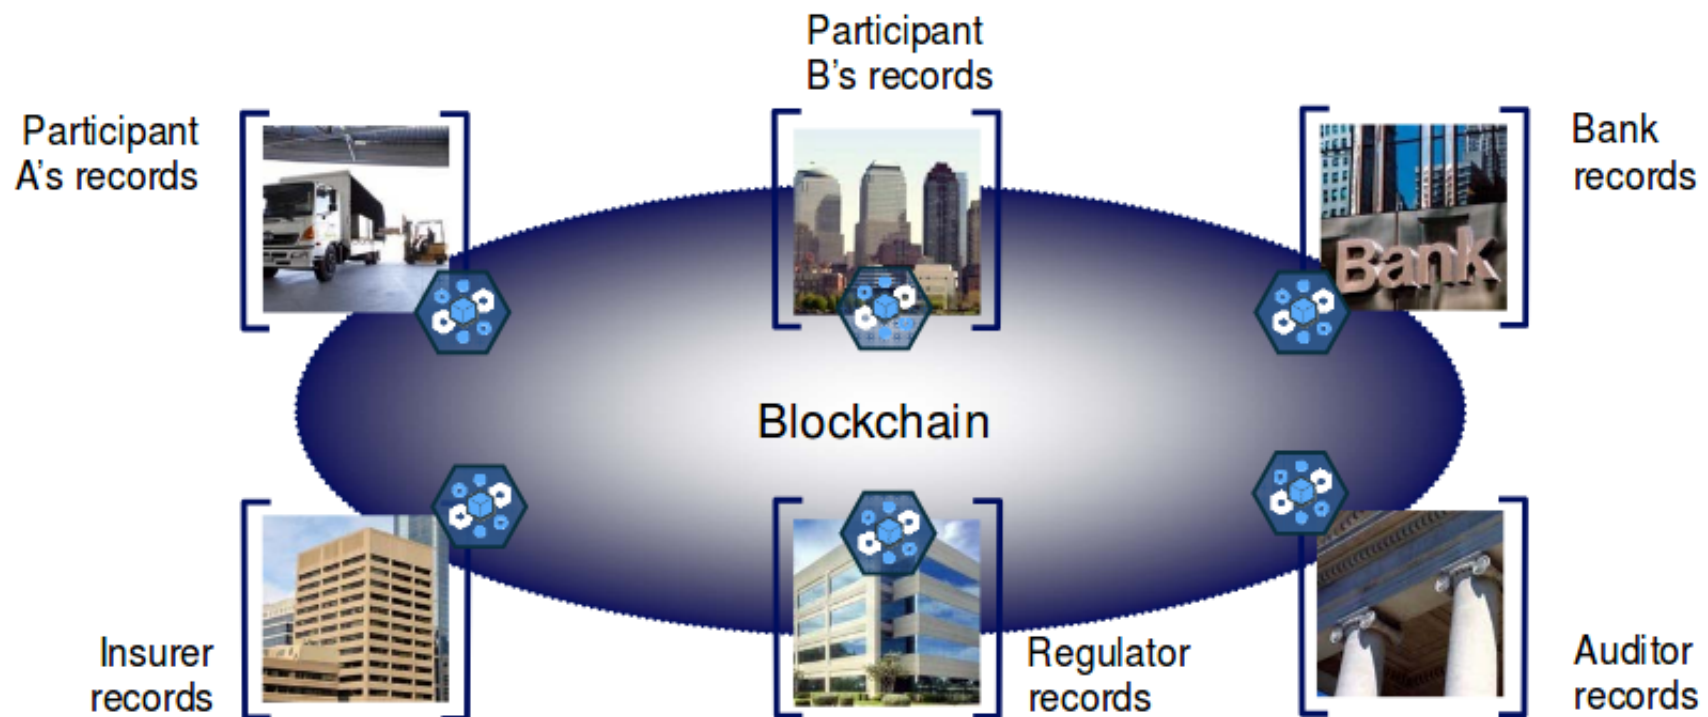 Participant
B's records
Participant
A's records
Bank
records
Bank
Blockchain
Insurer
records
Regulator
records
Auditor
records